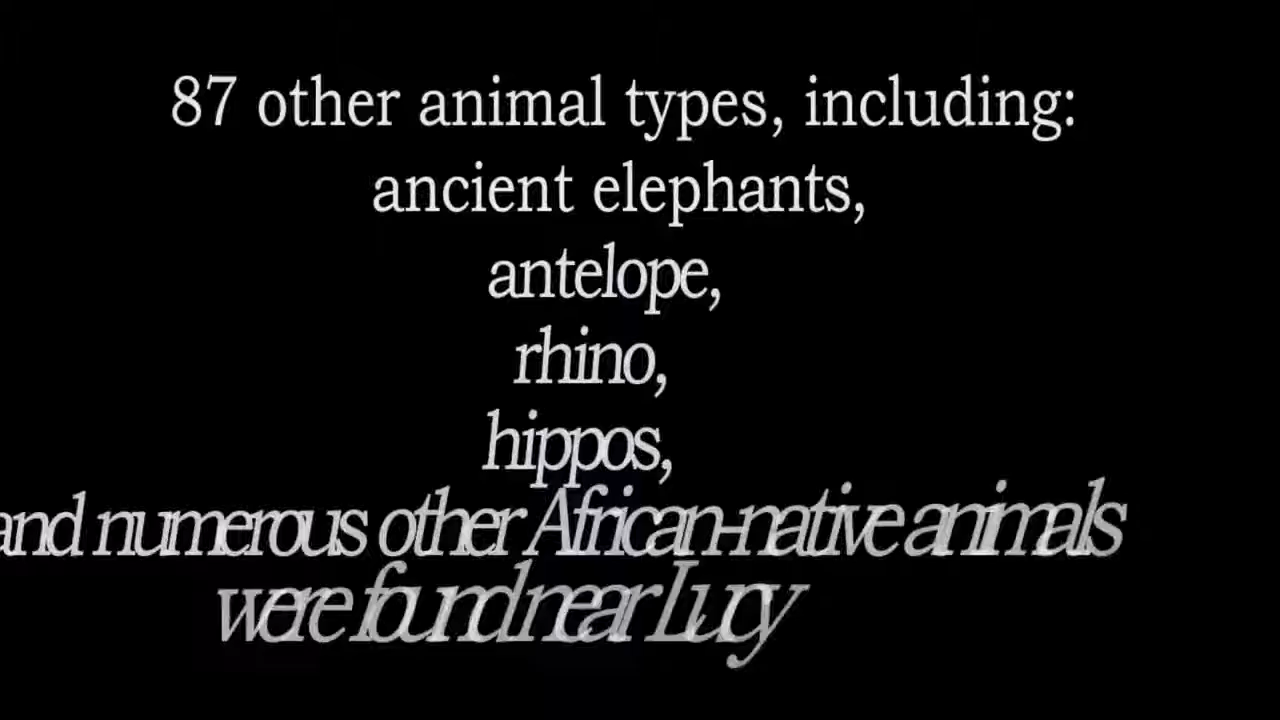 87 other animal types, including:
ancient elephants,
antelope,
rhino,
hippos,
and numerous other African-native animals
were found near Lucy